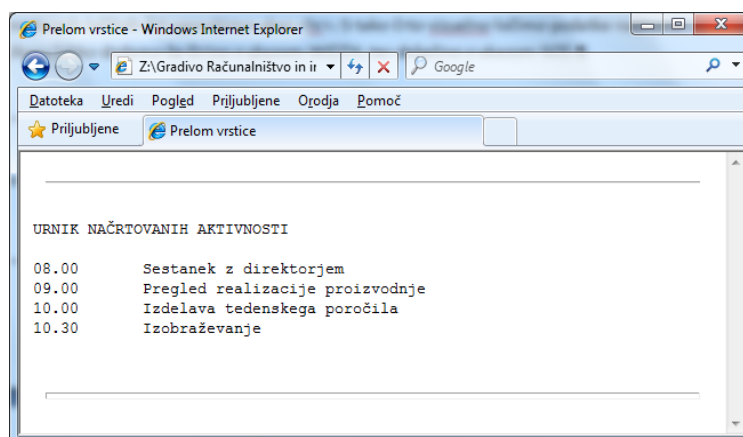 Prelom vrstice - Windows Internet Explorer
Z:\Gradivo Računalništvo in ir
Google
Datoteka Uredi Pogled Priljubljene Orodja Pomoč
Priljubljene
Prelom vrstice
URNIK NAČRTOVANIH AKTIVNOSTI
08.00 Sestanek z direktorjem
09.00 Pregled realizacije proizvodnje
10.00 Izdelava tedenskega poročila
10.30 Izobraževanje